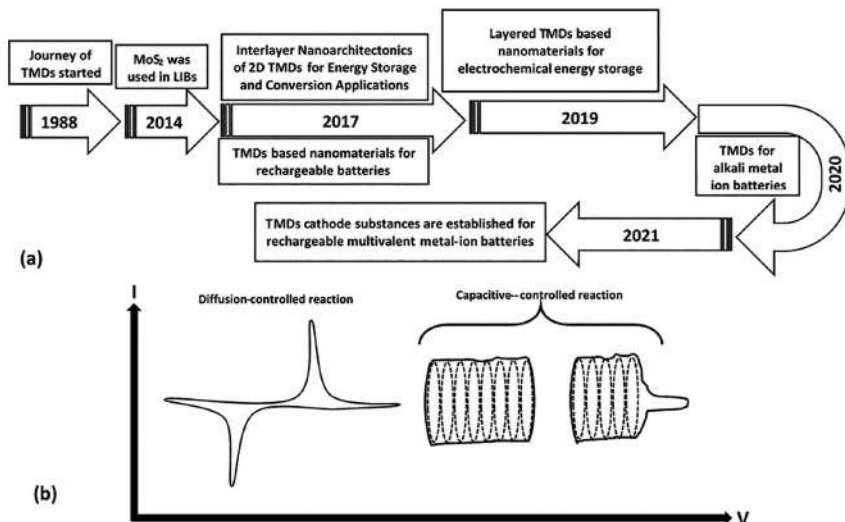 (a)
Journey of
TMDs started
1988
MoS₂ was
used in LIBs
2014
Interlayer Nanoarchitectonics
of 2D TMDs for Energy Storage
and Conversion Applications
2017
TMDs based nanomaterials for
rechargeable batteries
Layered TMDs based
nanomaterials for
electrochemical energy storage
2019
TMDs for
alkali metal
ion batteries
2020
TMDs cathode substances are established for
rechargeable multivalent metal-ion batteries
2021
(b)
I
Diffusion-controlled reaction
Capacitive--controlled reaction
V